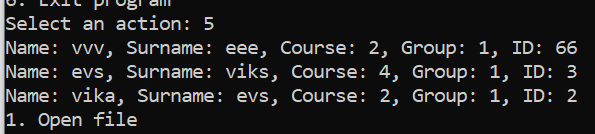 6. Exit program
Select an action: 5
Name: vvv, Surname: eee, Course: 2, Group: 1, ID: 66
Name: evs, Surname: viks, Course: 4, Group: 1, ID: 3
Name: vika, Surname: evs, Course: 2, Group: 1, ID: 2
1. Open file